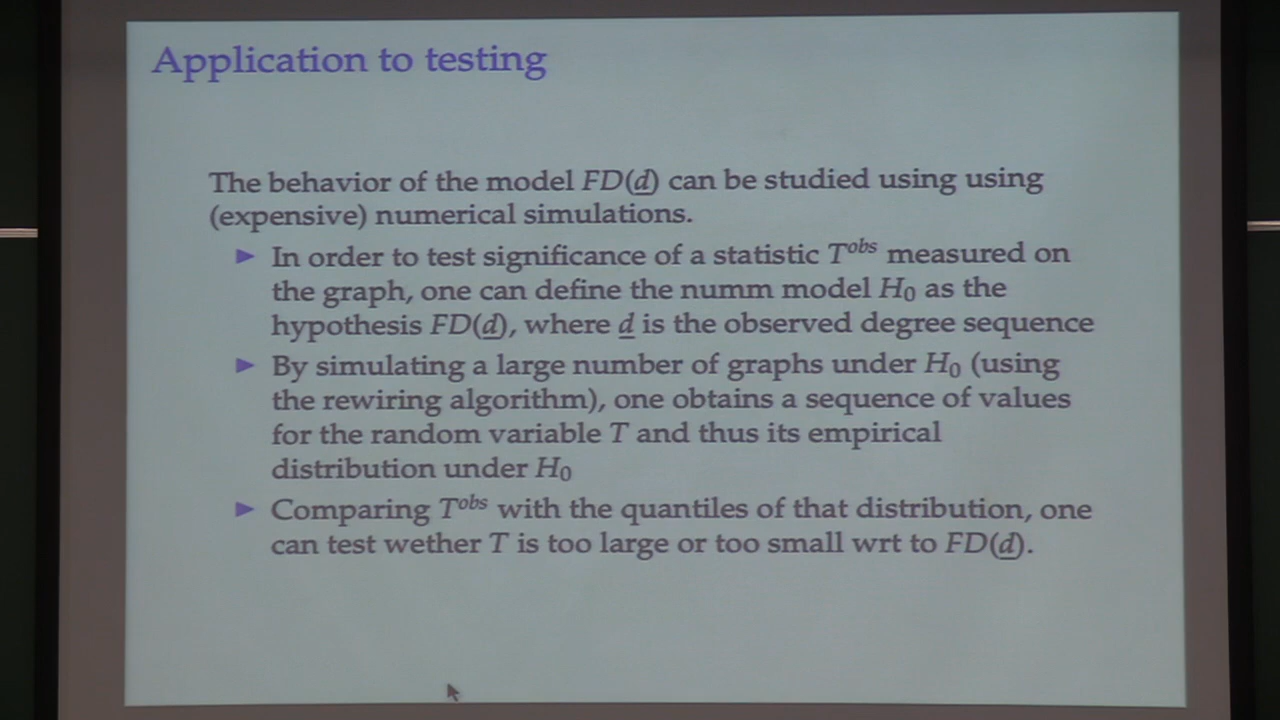 Application to testing
The behavior of the model FD(d) can be studied using using
(expensive) numerical simulations.
► In order to test significance of a statistic T^obs measured on
the graph, one can define the numm model H₀ as the
hypothesis FD(d), where d is the observed degree sequence
► By simulating a large number of graphs under H₀ (using
the rewiring algorithm), one obtains a sequence of values
for the random variable T and thus its empirical
distribution under H₀
► Comparing T^obs with the quantiles of that distribution, one
can test wether T is too large or too small wrt to FD(d).